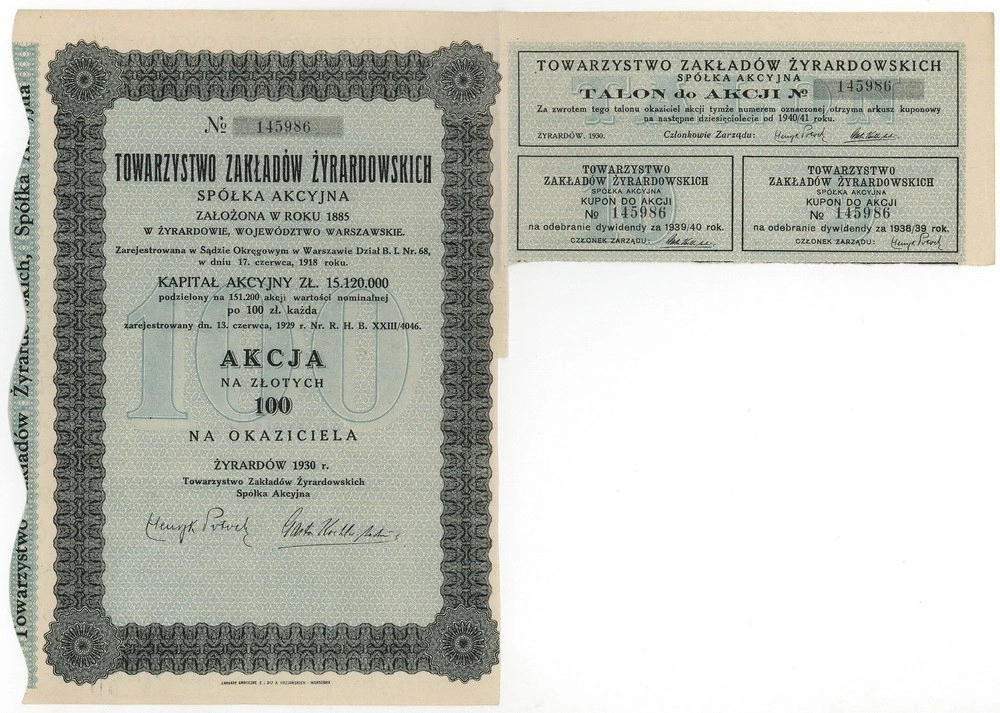 Towarzystwo Zakładów Żyrardowskich, Spółka Akcyjna
№ 145986
TOWARZYSTWO ZAKŁADÓW ŻYRARDOWSKICH
SPÓŁKA AKCYJNA
ZAŁOŻONA W ROKU 1885
W ŻYRARDOWIE, WOJEWÓDZTWO WARSZAWSKIE.
Zarejestrowana w Sądzie Okręgowym w Warszawie Dział B. I. Nr. 68,
w dniu 17. czerwca, 1918 roku.
KAPITAŁ AKCYJNY ZŁ. 15.120.000
podzielony na 151.200 akcji wartości nominalnej
po 100 zł. każda
zarejestrowany dn. 13. czerwca, 1929 r. Nr. R. H. B. XXIII/4046.
100
AKCJA
NA ZŁOTYCH
100
NA OKAZICIELA
ŻYRARDÓW 1930 r.
Towarzystwo Zakładów Żyrardowskich
Spółka Akcyjna
TOWARZYSTWO ZAKŁADÓW ŻYRARDOWSKICH
SPÓŁKA AKCYJNA
TALON do AKCJI № 145986
Za zwrotem tego talonu okaziciel akcji tymże numerem oznaczonej otrzyma arkusz kuponowy
na następne dziesięciolecie od 1940/41 roku.
ŻYRARDÓW, 1930. Członkowie Zarządu:
TOWARZYSTWO
ZAKŁADÓW ŻYRARDOWSKICH
SPÓŁKA AKCYJNA
KUPON DO AKCJI
№ 145986
na odebranie dywidendy za 1939/40 rok.
CZŁONEK ZARZĄDU:
TOWARZYSTWO
ZAKŁADÓW ŻYRARDOWSKICH
SPÓŁKA AKCYJNA
KUPON DO AKCJI
№ 145986
na odebranie dywidendy za 1938/39 rok.
CZŁONEK ZARZĄDU: